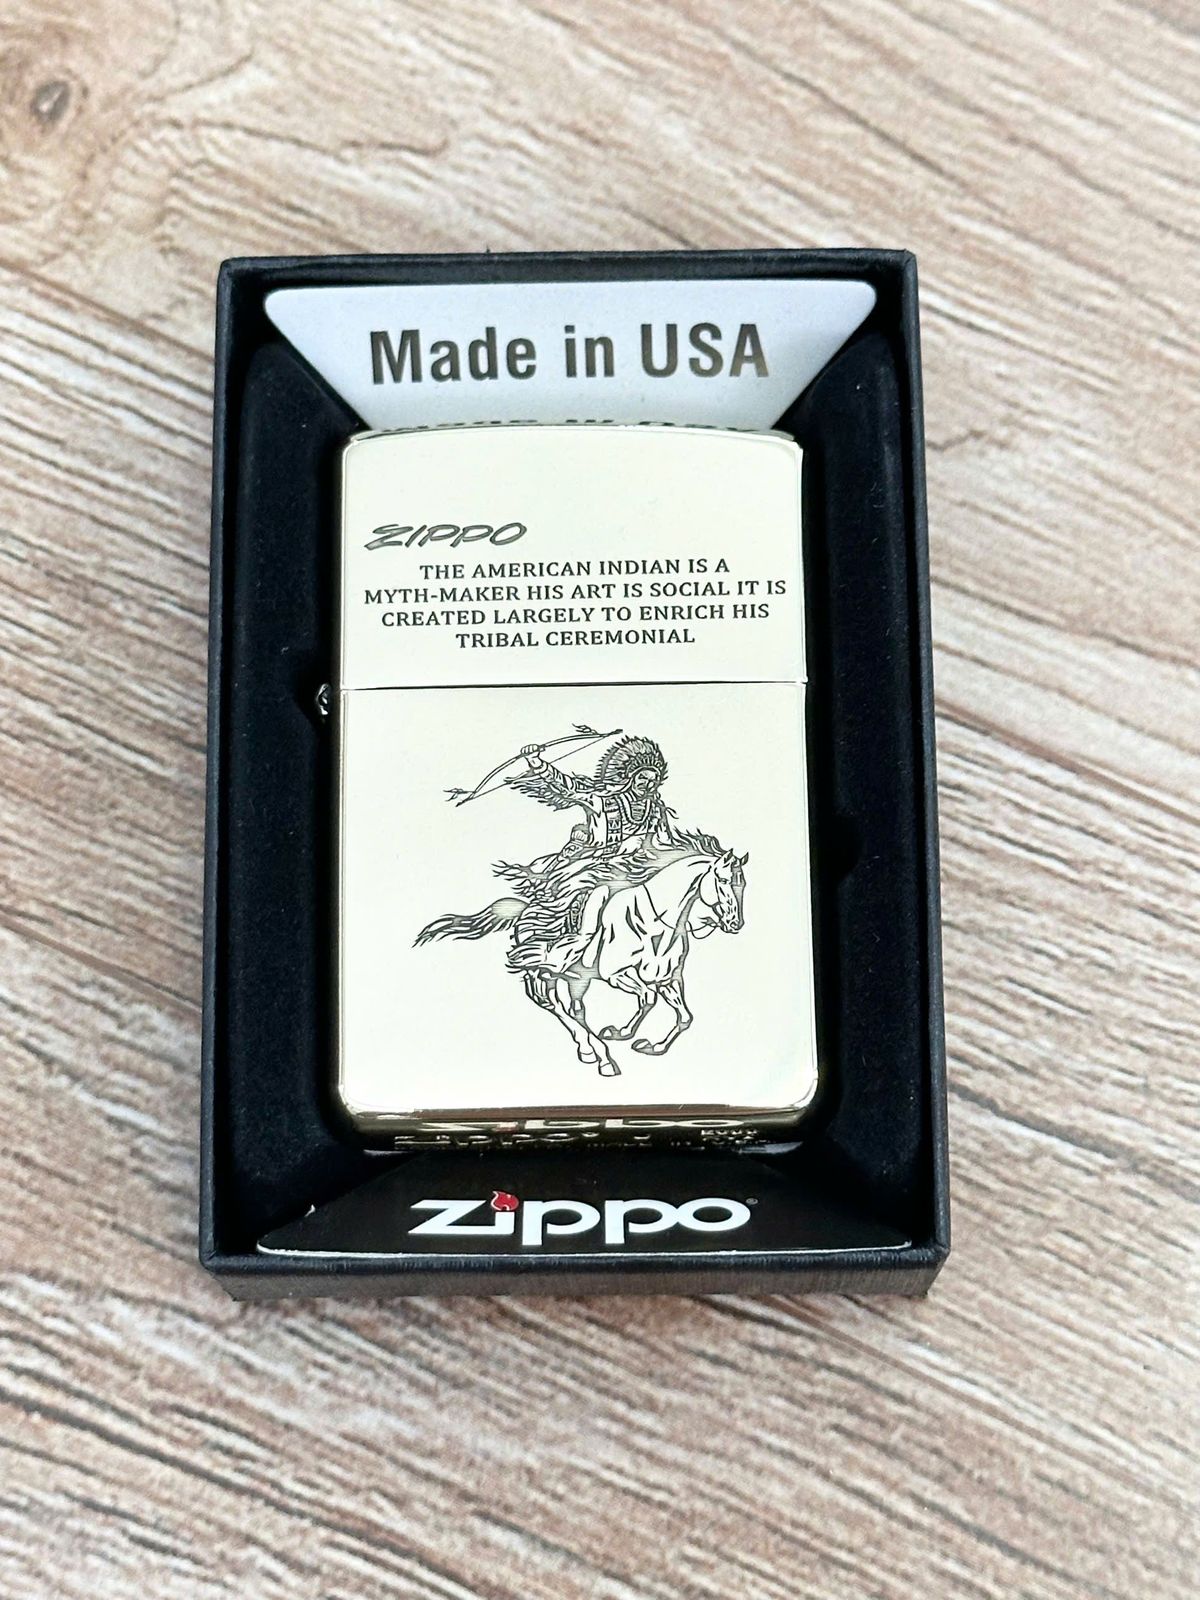 Made in USA
ZIPPO
THE AMERICAN INDIAN IS A
MYTH-MAKER HIS ART IS SOCIAL IT IS
CREATED LARGELY TO ENRICH HIS
TRIBAL CEREMONIAL
zippo